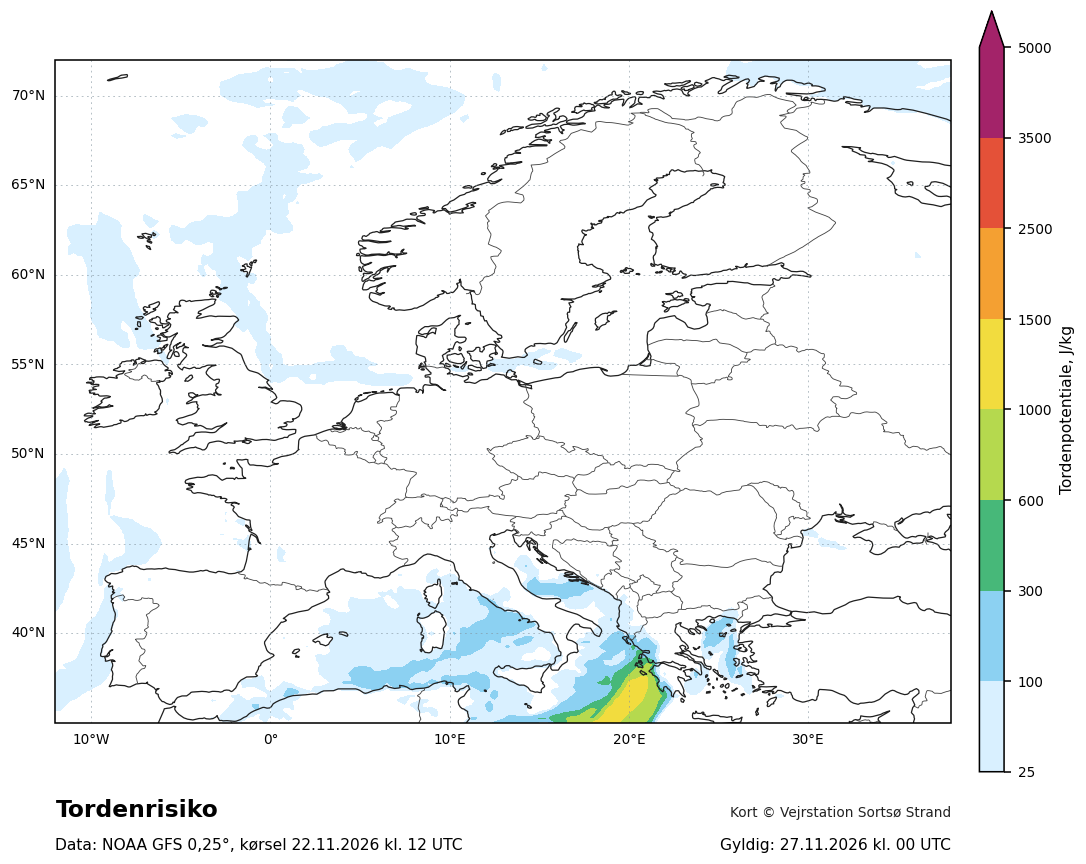 70°N
65°N
60°N
55°N
50°N
45°N
40°N
10°W
0°
10°E
20°E
30°E
5000
3500
2500
1500
1000
600
300
100
25
Tordenpotentiale, J/kg
Tordenrisiko
Kort © Vejrstation Sortsø Strand
Data: NOAA GFS 0,25°, kørsel 22.11.2026 kl. 12 UTC
Gyldig: 27.11.2026 kl. 00 UTC